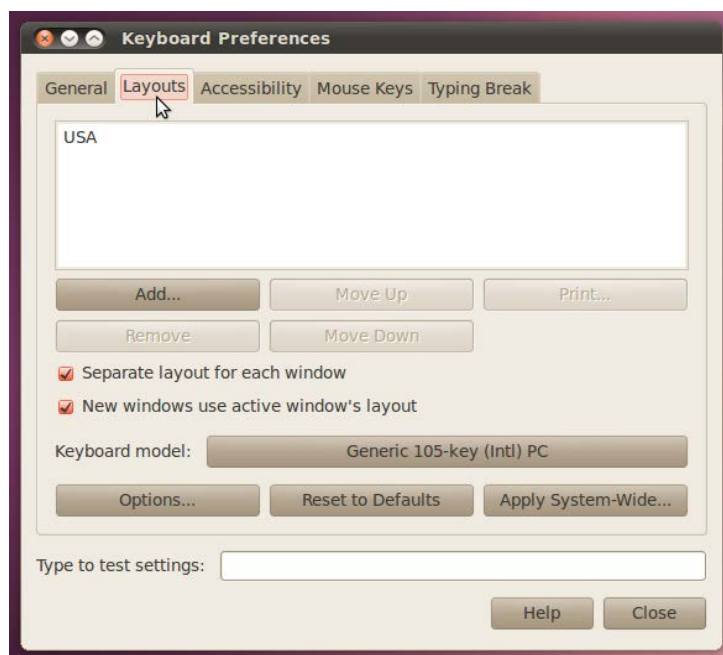 Keyboard Preferences
General Layouts Accessibility Mouse Keys Typing Break
USA
Add... Move Up Print...
Remove Move Down
Separate layout for each window
New windows use active window's layout
Keyboard model: Generic 105-key (Intl) PC
Options... Reset to Defaults Apply System-Wide...
Type to test settings:
Help Close